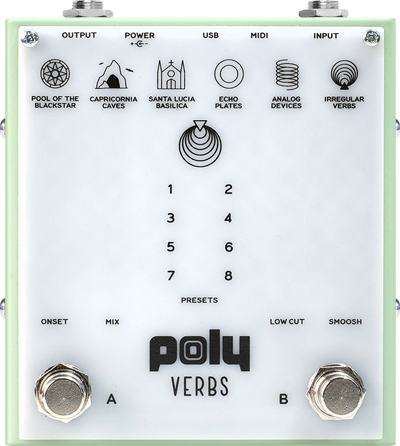 OUTPUT POWER USB MIDI INPUT
POOL OF THE BLACKSTAR
CAPRICORNIA CAVES
SANTA LUCIA BASILICA
ECHO PLATES
ANALOG DEVICES
IRREGULAR VERBS
1 2
3 4
5 6
7 8
PRESETS
ONSET MIX LOW CUT SMOOSH
poly
VERBS
A B